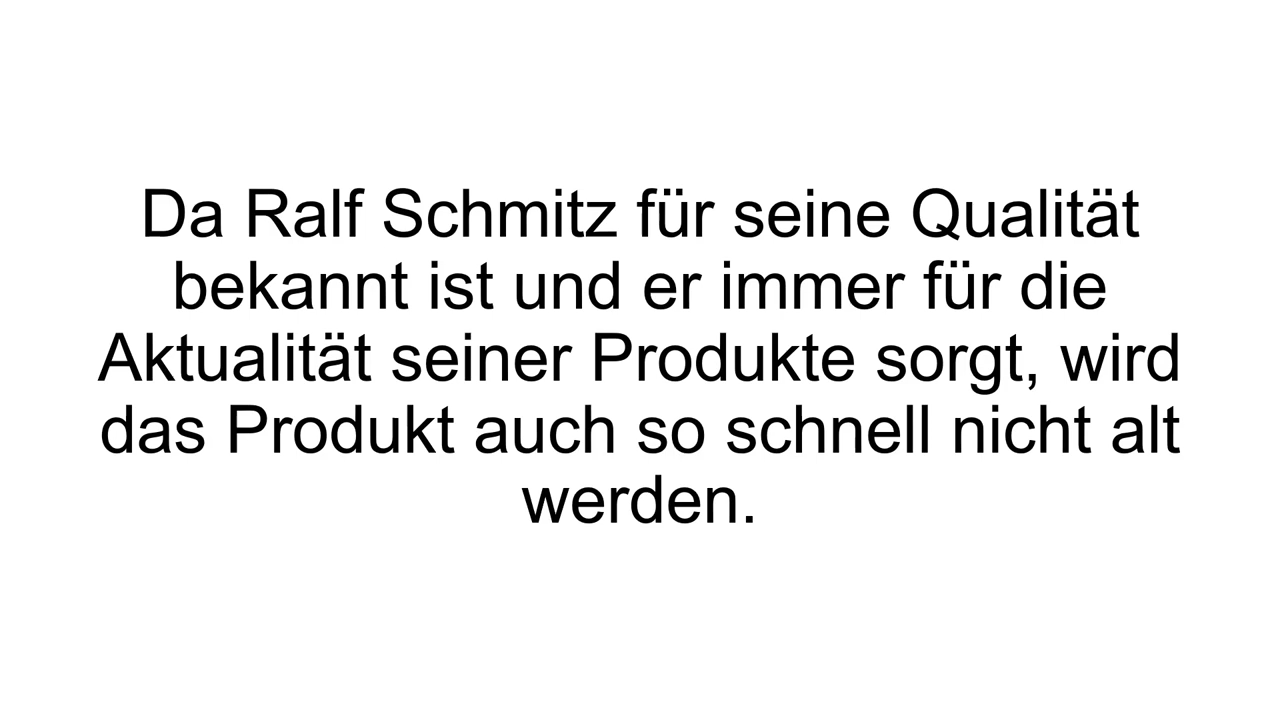 Da Ralf Schmitz für seine Qualität
bekannt ist und er immer für die
Aktualität seiner Produkte sorgt, wird
das Produkt auch so schnell nicht alt
werden.